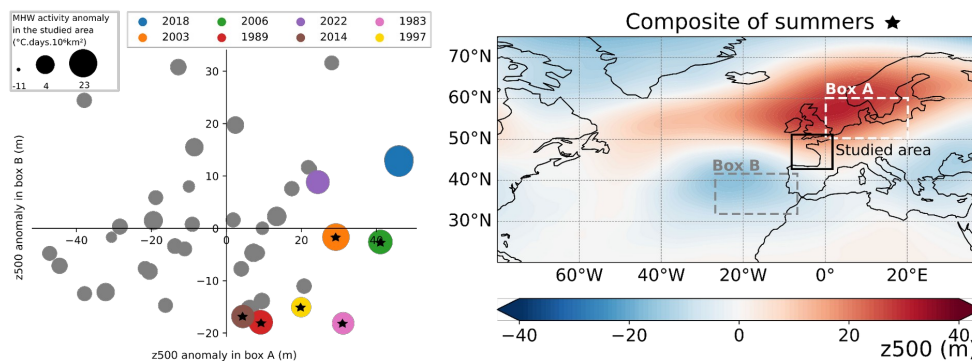 MHW activity anomaly
in the studied area
(°C.days.10⁶km²)
-11 4 23
2018 2006 2022 1983
2003 1989 2014 1997
z500 anomaly in box B (m)
30
20
10
0
−10
−20
−40 −20 0 20 40
z500 anomaly in box A (m)
Composite of summers ★
70°N
60°N
50°N
40°N
30°N
Box A
Studied area
Box B
60°W 40°W 20°W 0° 20°E
−40 −20 0 20 40
z500 (m